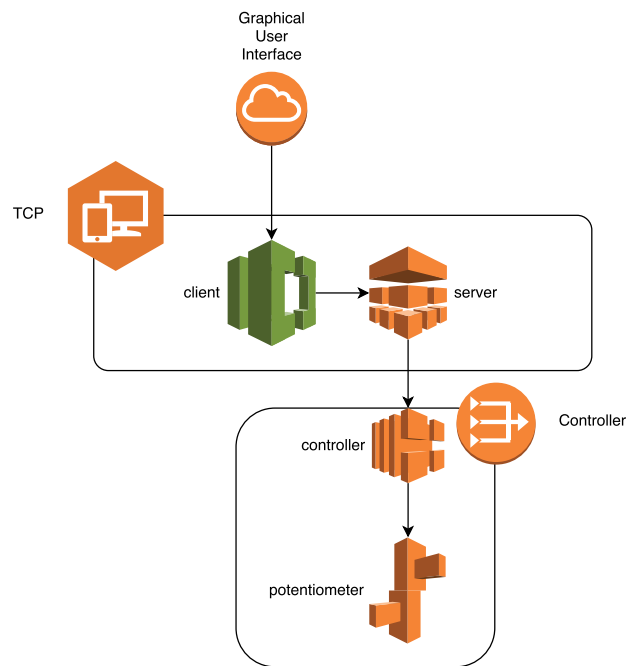 Graphical
User
Interface
TCP
client
server
Controller
controller
potentiometer